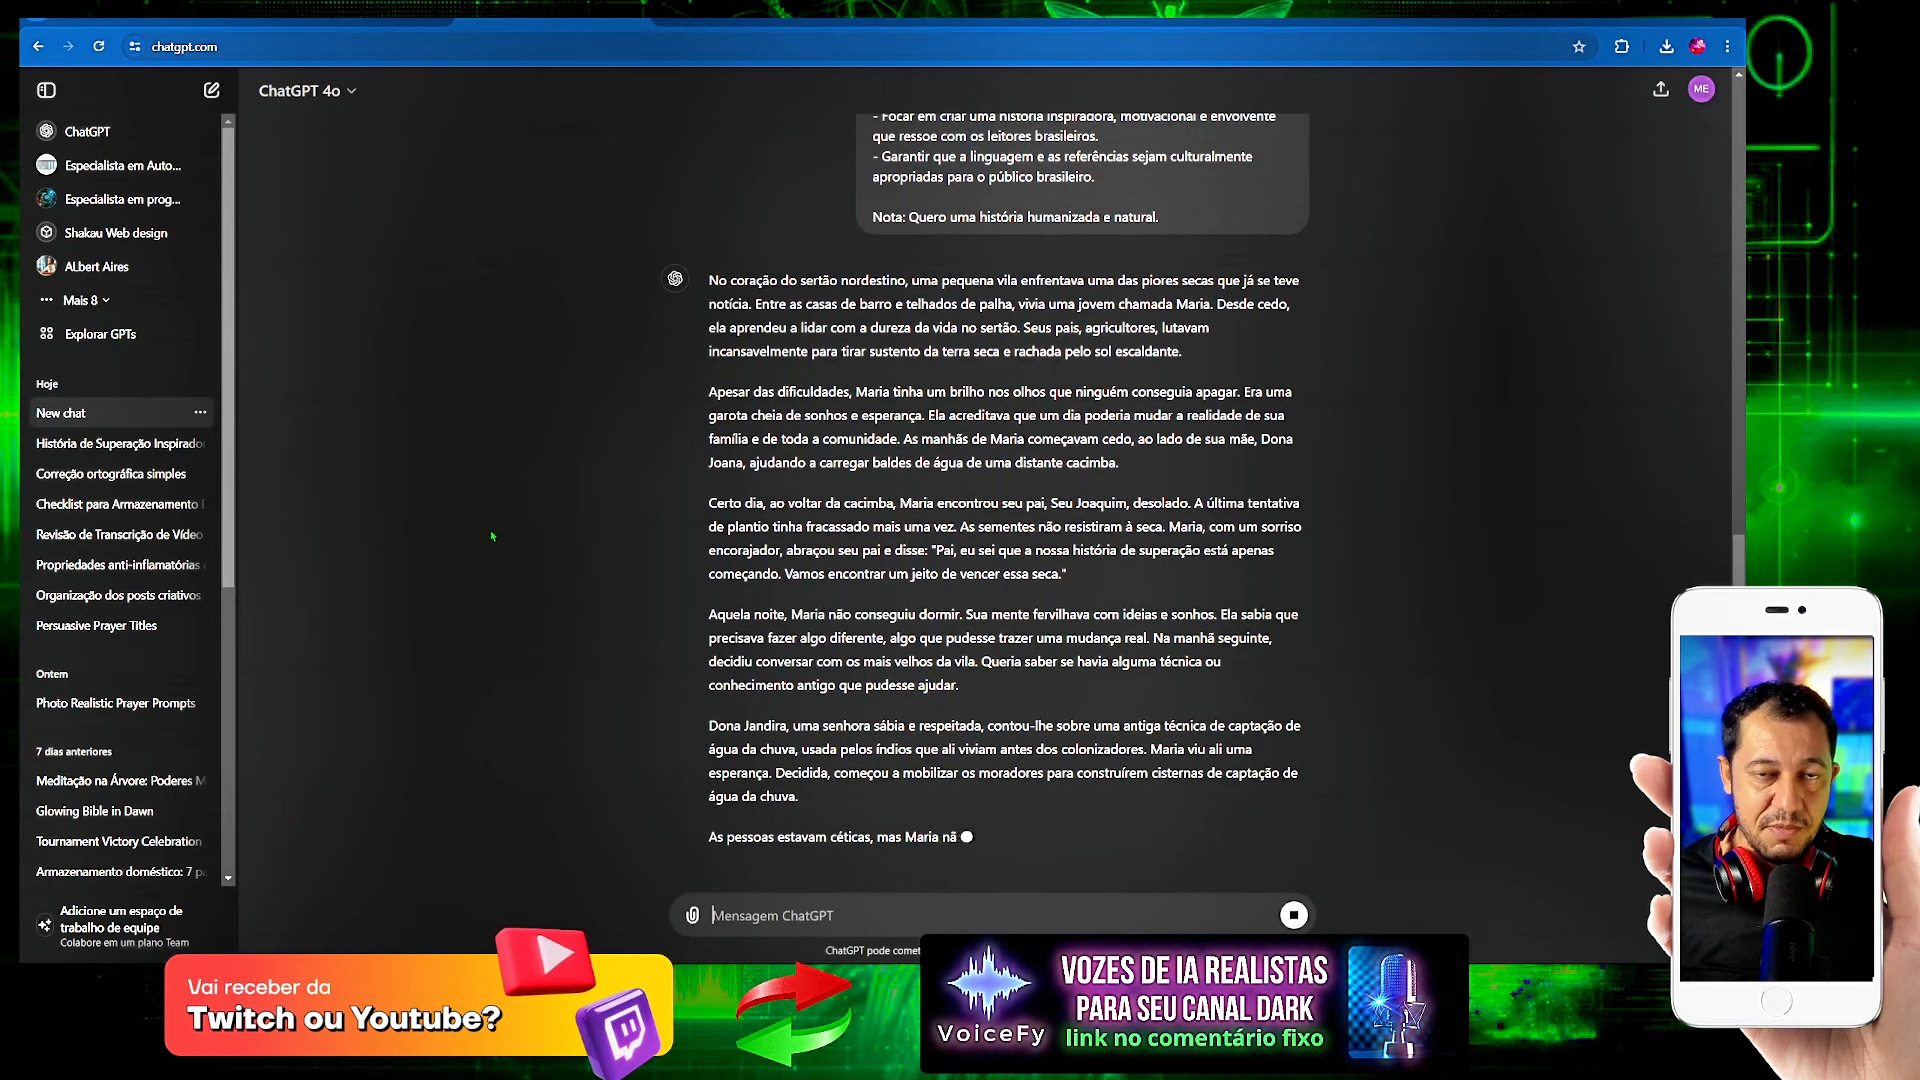 chatgpt.com
ChatGPT 4o
ME
ChatGPT
Especialista em Auto...
Especialista em prog...
Shakau Web design
ALbert Aires
Mais 8
Explorar GPTs
Hoje
New chat
História de Superação Inspirado
Correção ortográfica simples
Checklist para Armazenamento
Revisão de Transcrição de Vídeo
Propriedades anti-inflamatórias
Organização dos posts criativos
Persuasive Prayer Titles
Ontem
Photo Realistic Prayer Prompts
7 dias anteriores
Meditação na Árvore: Poderes M
Glowing Bible in Dawn
Tournament Victory Celebration
Armazenamento doméstico: 7 p
Adicione um espaço de
trabalho de equipe
Colabore em um plano Team
- Focar em criar uma história inspiradora, motivacional e envolvente
que ressoe com os leitores brasileiros.
- Garantir que a linguagem e as referências sejam culturalmente
apropriadas para o público brasileiro.
Nota: Quero uma história humanizada e natural.
No coração do sertão nordestino, uma pequena vila enfrentava uma das piores secas que já se teve
notícia. Entre as casas de barro e telhados de palha, vivia uma jovem chamada Maria. Desde cedo,
ela aprendeu a lidar com a dureza da vida no sertão. Seus pais, agricultores, lutavam
incansavelmente para tirar sustento da terra seca e rachada pelo sol escaldante.
Apesar das dificuldades, Maria tinha um brilho nos olhos que ninguém conseguia apagar. Era uma
garota cheia de sonhos e esperança. Ela acreditava que um dia poderia mudar a realidade de sua
família e de toda a comunidade. As manhãs de Maria começavam cedo, ao lado de sua mãe, Dona
Joana, ajudando a carregar baldes de água de uma distante cacimba.
Certo dia, ao voltar da cacimba, Maria encontrou seu pai, Seu Joaquim, desolado. A última tentativa
de plantio tinha fracassado mais uma vez. As sementes não resistiram à seca. Maria, com um sorriso
encorajador, abraçou seu pai e disse: "Pai, eu sei que a nossa história de superação está apenas
começando. Vamos encontrar um jeito de vencer essa seca."
Aquela noite, Maria não conseguiu dormir. Sua mente fervilhava com ideias e sonhos. Ela sabia que
precisava fazer algo diferente, algo que pudesse trazer uma mudança real. Na manhã seguinte,
decidiu conversar com os mais velhos da vila. Queria saber se havia alguma técnica ou
conhecimento antigo que pudesse ajudar.
Dona Jandira, uma senhora sábia e respeitada, contou-lhe sobre uma antiga técnica de captação de
água da chuva, usada pelos índios que ali viviam antes dos colonizadores. Maria viu ali uma
esperança. Decidida, começou a mobilizar os moradores para construírem cisternas de captação de
água da chuva.
As pessoas estavam céticas, mas Maria nã
Mensagem ChatGPT
ChatGPT pode comet
Vai receber da
Twitch ou Youtube?
VoiceFy
VOZES DE IA REALISTAS
PARA SEU CANAL DARK
link no comentário fixo